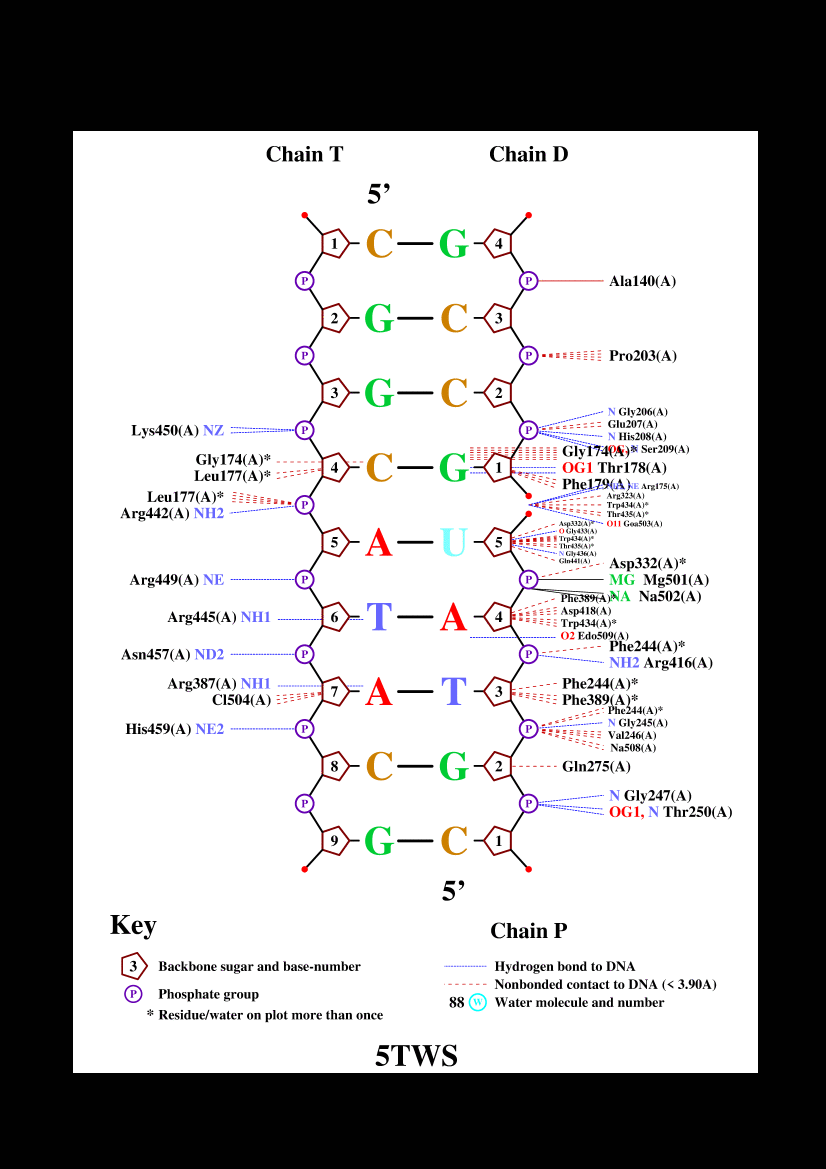 Chain T Chain D
5'
1 C G 4
P P Ala140(A)
2 G C 3
P P Pro203(A)
3 G C 2
N Gly206(A)
Glu207(A)
Lys450(A) NZ P P N His208(A)
Ser209(A)
Gly174(A)* Gly174(A)*
4 C G 1 OG1 Thr178(A)
Leu177(A)*
Phe179(A)
NE Arg175(A)
Leu177(A)* Arg323(A)
P Trp434(A)*
Arg442(A) NH2 Thr435(A)*
O11 Goa503(A)
Asp332(A)*
O Gly433(A)
5 A U 5 Trp434(A)*
Thr435(A)*
N Gly436(A)
Gln441(A)
Asp332(A)*
Arg449(A) NE P P MG Mg501(A)
NA Na502(A)
Phe389(A)*
Asp418(A)
Arg445(A) NH1 6 T A 4
Trp434(A)*
O2 Edo509(A)
Phe244(A)*
Asn457(A) ND2 P P
NH2 Arg416(A)
Arg387(A) NH1 Phe244(A)*
7 A T 3
Cl504(A) Phe389(A)*
Phe244(A)*
N Gly245(A)
His459(A) NE2 P P
Val246(A)
Na508(A)
8 C G 2 Gln275(A)
N Gly247(A)
P P
OG1, N Thr250(A)
9 G C 1
5'
Key
Chain P
3 Backbone sugar and base-number
P Phosphate group
* Residue/water on plot more than once
Hydrogen bond to DNA
Nonbonded contact to DNA (< 3.90A)
88 W Water molecule and number
5TWS